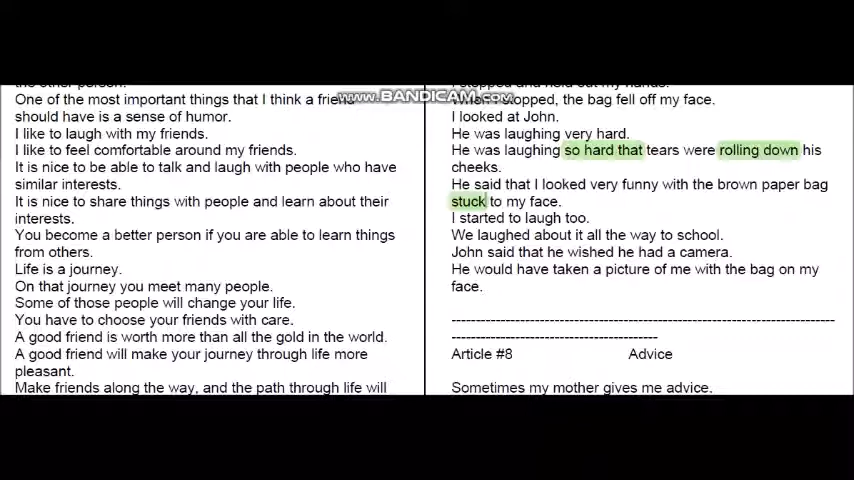 the other person.
One of the most important things that I think a friend
should have is a sense of humor.
I like to laugh with my friends.
I like to feel comfortable around my friends.
It is nice to be able to talk and laugh with people who have
similar interests.
It is nice to share things with people and learn about their
interests.
You become a better person if you are able to learn things
from others.
Life is a journey.
On that journey you meet many people.
Some of those people will change your life.
You have to choose your friends with care.
A good friend is worth more than all the gold in the world.
A good friend will make your journey through life more
pleasant.
Make friends along the way, and the path through life will
www.BANDICAM.com
I stopped and held out my hands.
stopped, the bag fell off my face.
I looked at John.
He was laughing very hard.
He was laughing so hard that tears were rolling down his
cheeks.
He said that I looked very funny with the brown paper bag
stuck to my face.
I started to laugh too.
We laughed about it all the way to school.
John said that he wished he had a camera.
He would have taken a picture of me with the bag on my
face.
--------------------------------------------------------------------------------
-------------------------------------------
Article #8 Advice
Sometimes my mother gives me advice.